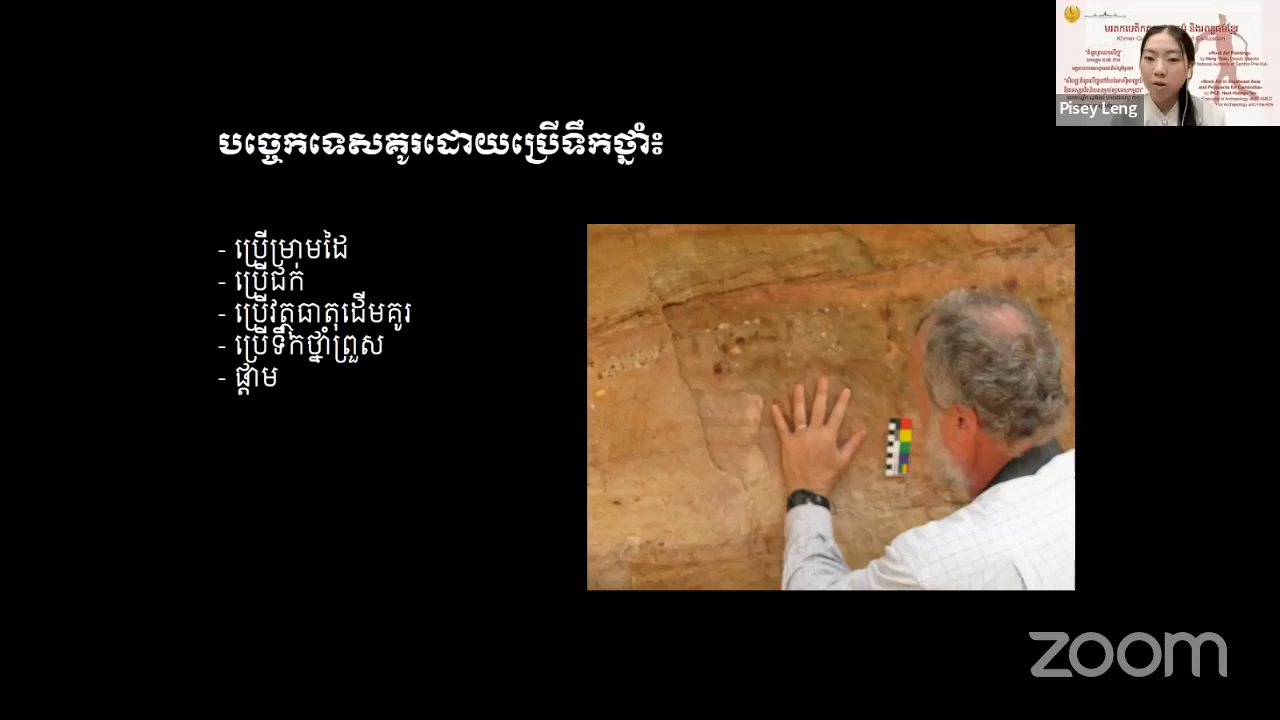 បច្ចេកទេសគូរដោយប្រើទឹកថ្នាំ៖
- ប្រើម្រាមដៃ
- ប្រើជក់
- ប្រើវត្ថុធាតុដើមគូរ
- ប្រើទឹកថ្នាំព្រួស
- ផ្តាម
Pisey Leng
zoom